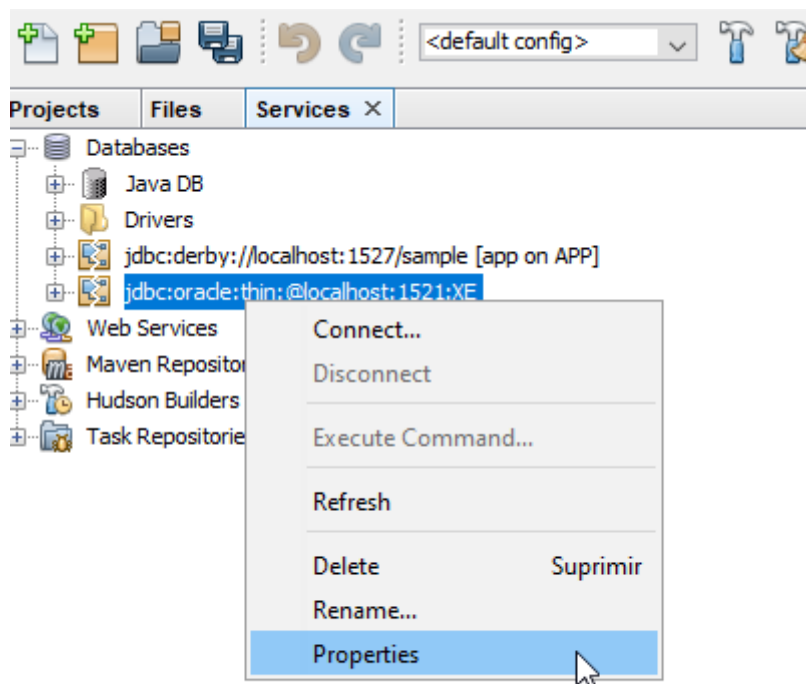 <default config>
Projects Files Services ×
Databases
Java DB
Drivers
jdbc:derby://localhost:1527/sample [app on APP]
jdbc:oracle:thin:@localhost:1521:XE
Web Services
Maven Repositor
Hudson Builders
Task Repositorie
Connect...
Disconnect
Execute Command...
Refresh
Delete Suprimir
Rename...
Properties